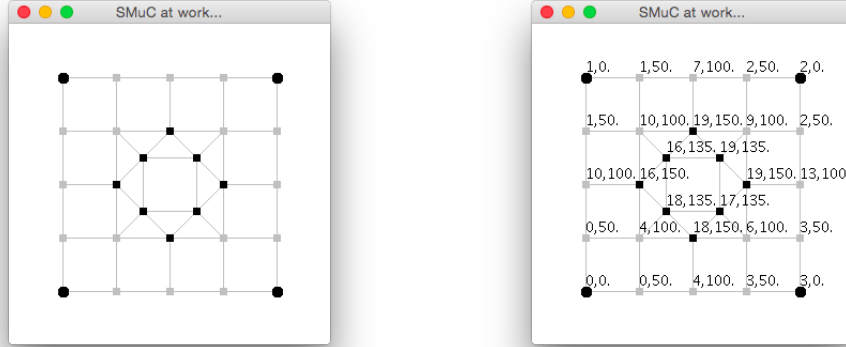 SMuC at work...
SMuC at work...
1,0. 1,50. 7,100. 2,50. 2,0.
1,50. 10,100. 19,150. 9,100. 2,50.
16,135. 19,135.
10,100. 16,150. 19,150. 13,100
18,135. 17,135.
0,50. 4,100. 18,150. 6,100. 3,50.
0,0. 0,50. 4,100. 3,50. 3,0.